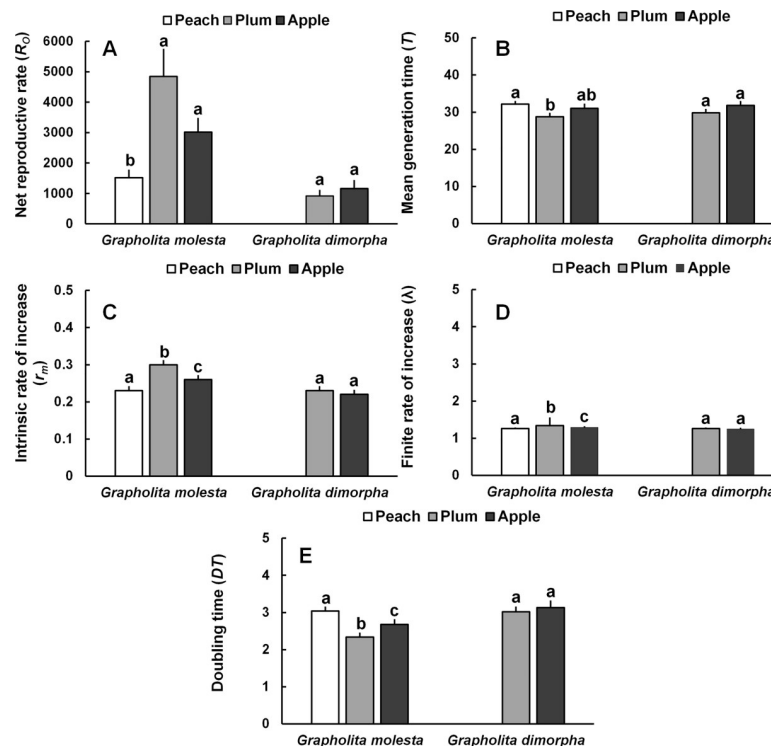 Peach Plum Apple
A
Net reproductive rate (RO)
6000
5000
4000
3000
2000
1000
0
b
a
a
a
a
Grapholita molesta
Grapholita dimorpha
Peach Plum Apple
B
Mean generation time (T)
50
40
30
20
10
0
a
b
ab
a
a
Grapholita molesta
Grapholita dimorpha
Peach Plum Apple
C
Intrinsic rate of increase
(rm)
0.5
0.4
0.3
0.2
0.1
0
a
b
c
a
a
Grapholita molesta
Grapholita dimorpha
Peach Plum Apple
D
Finite rate of increase (λ)
5
4
3
2
1
0
a
b
c
a
a
Grapholita molesta
Grapholita dimorpha
Peach Plum Apple
E
Doubling time (DT)
5
4
3
2
1
0
a
b
c
a
a
Grapholita molesta
Grapholita dimorpha